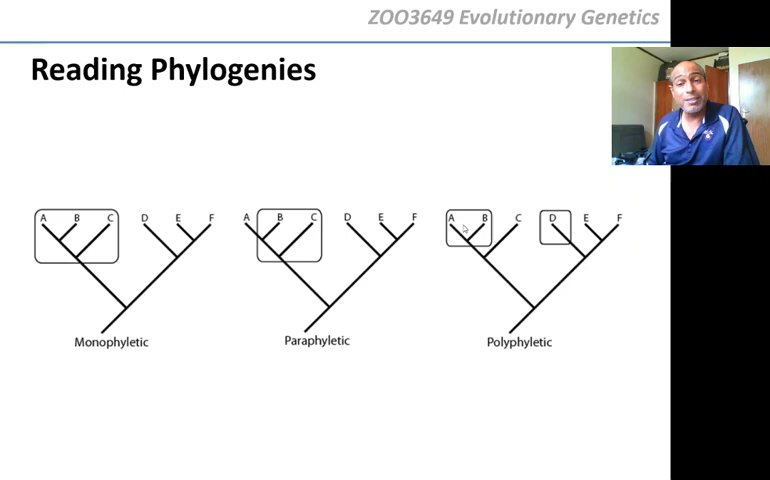 ZOO3649 Evolutionary Genetics
Reading Phylogenies
A B C D E F A B C D E F A B C D E F
Monophyletic Paraphyletic Polyphyletic